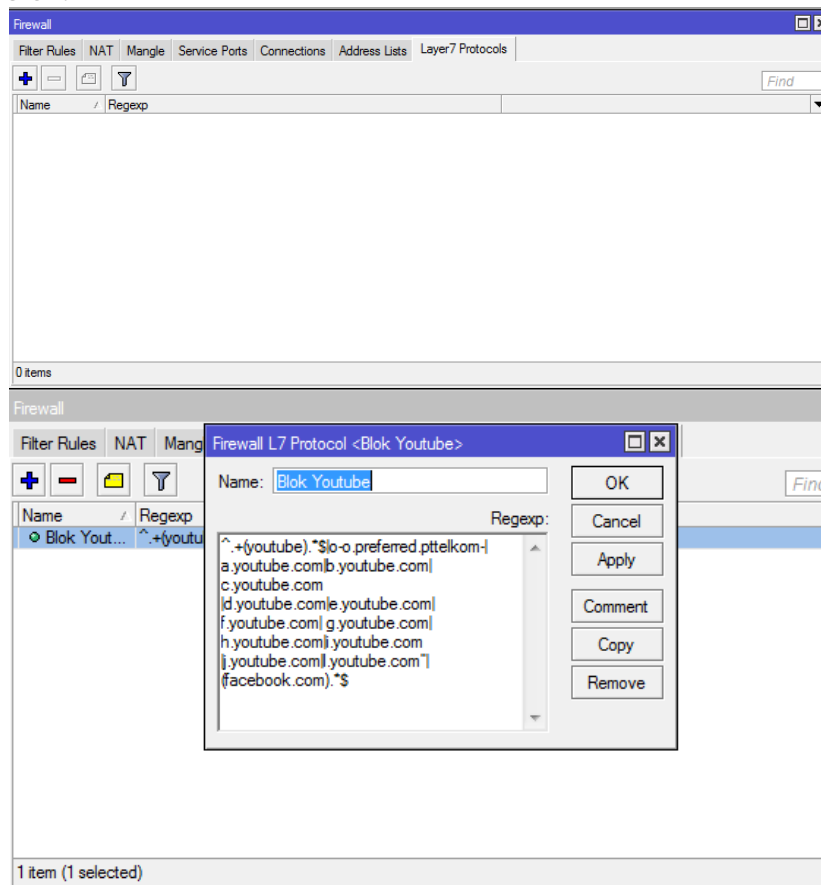 Firewall
Filter Rules NAT Mangle Service Ports Connections Address Lists Layer7 Protocols
Find
Name Regexp
0 items
Firewall
Filter Rules NAT Mang
Firewall L7 Protocol <Blok Youtube>
Name: Blok Youtube OK
Find
Name Regexp
Regexp: Cancel
Blok Yout... ^.+(youtu
^.+(youtube).*$|o-o.preferred.pttelkom-|
a.youtube.com|b.youtube.com| Apply
c.youtube.com
|d.youtube.com|e.youtube.com| Comment
f.youtube.com| g.youtube.com|
h.youtube.com|i.youtube.com Copy
|j.youtube.com|l.youtube.com~|
(facebook.com).*$ Remove
1 item (1 selected)